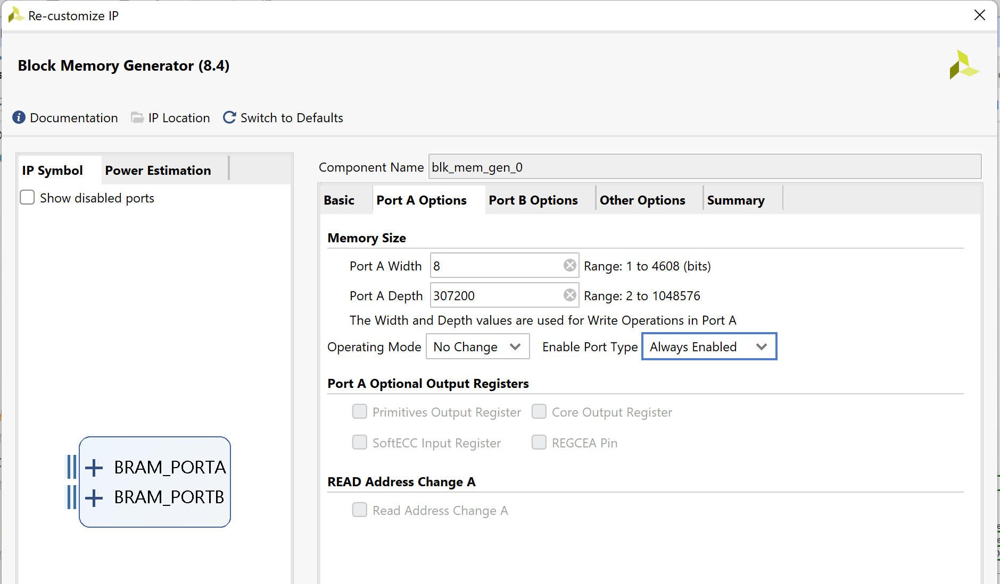 Re-customize IP
Block Memory Generator (8.4)
Documentation IP Location Switch to Defaults
IP Symbol Power Estimation
Show disabled ports
BRAM_PORTA
BRAM_PORTB
Component Name blk_mem_gen_0
Basic Port A Options Port B Options Other Options Summary
Memory Size
Port A Width 8 Range: 1 to 4608 (bits)
Port A Depth 307200 Range: 2 to 1048576
The Width and Depth values are used for Write Operations in Port A
Operating Mode No Change Enable Port Type Always Enabled
Port A Optional Output Registers
Primitives Output Register Core Output Register
SoftECC Input Register REGCEA Pin
READ Address Change A
Read Address Change A